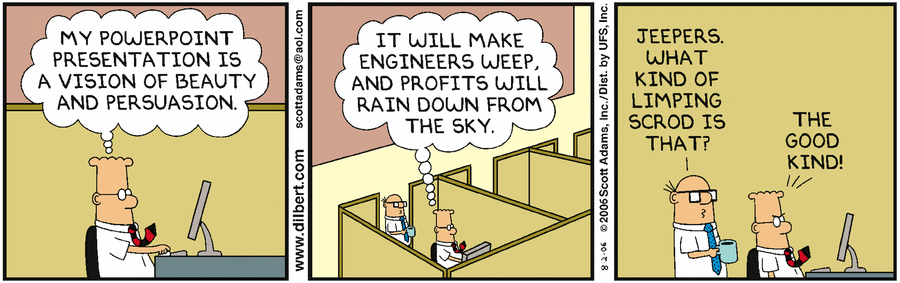 MY POWERPOINT
PRESENTATION IS
A VISION OF BEAUTY
AND PERSUASION.
www.dilbert.com
scottadams@aol.com
IT WILL MAKE
ENGINEERS WEEP,
AND PROFITS WILL
RAIN DOWN FROM
THE SKY.
8-2-06 ©2006 Scott Adams, Inc./Dist. by UFS, Inc.
JEEPERS.
WHAT
KIND OF
LIMPING
SCROD IS
THAT?
THE
GOOD
KIND!